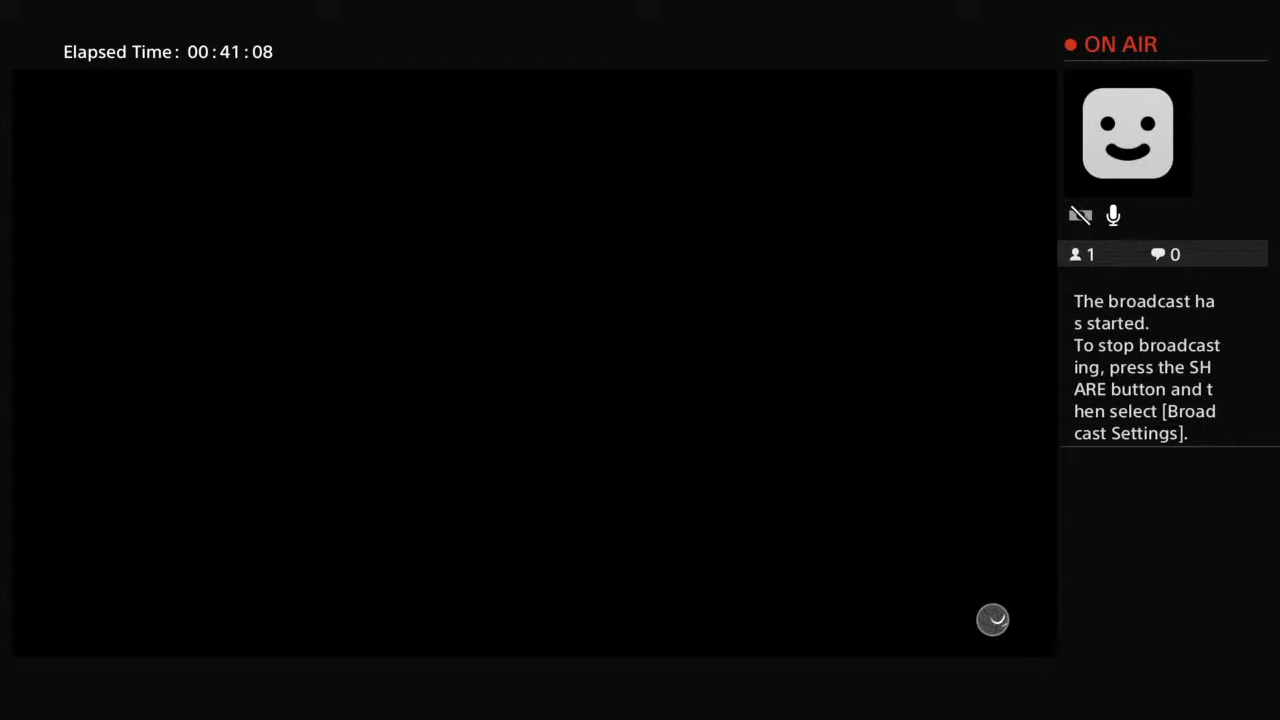 Elapsed Time: 00:41:08
ON AIR
1
0
The broadcast ha
s started.
To stop broadcast
ing, press the SH
ARE button and t
hen select [Broad
cast Settings].